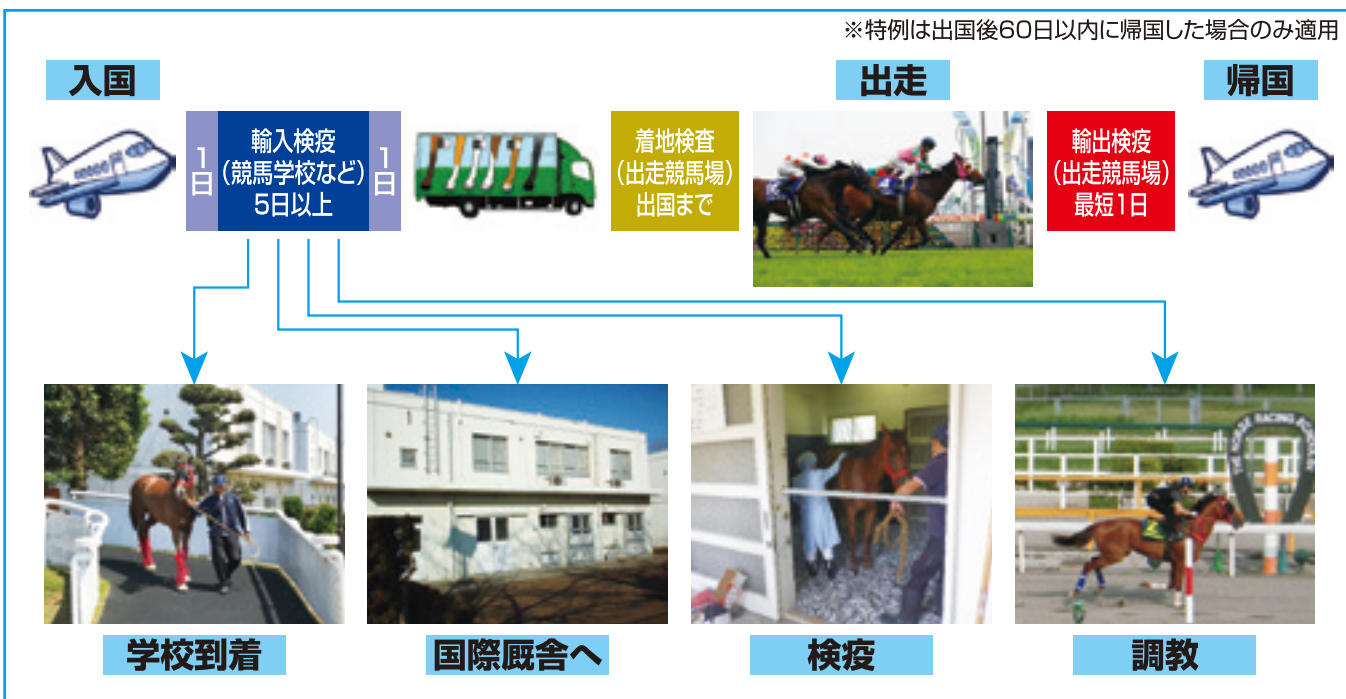 ※特例は出国後60日以内に帰国した場合のみ適用
入国
出走
帰国
1日
輸入検疫
(競馬学校など)
5日以上
1日
着地検査
(出走競馬場)
出国まで
輸出検疫
(出走競馬場)
最短1日
学校到着
国際厩舎へ
検疫
調教